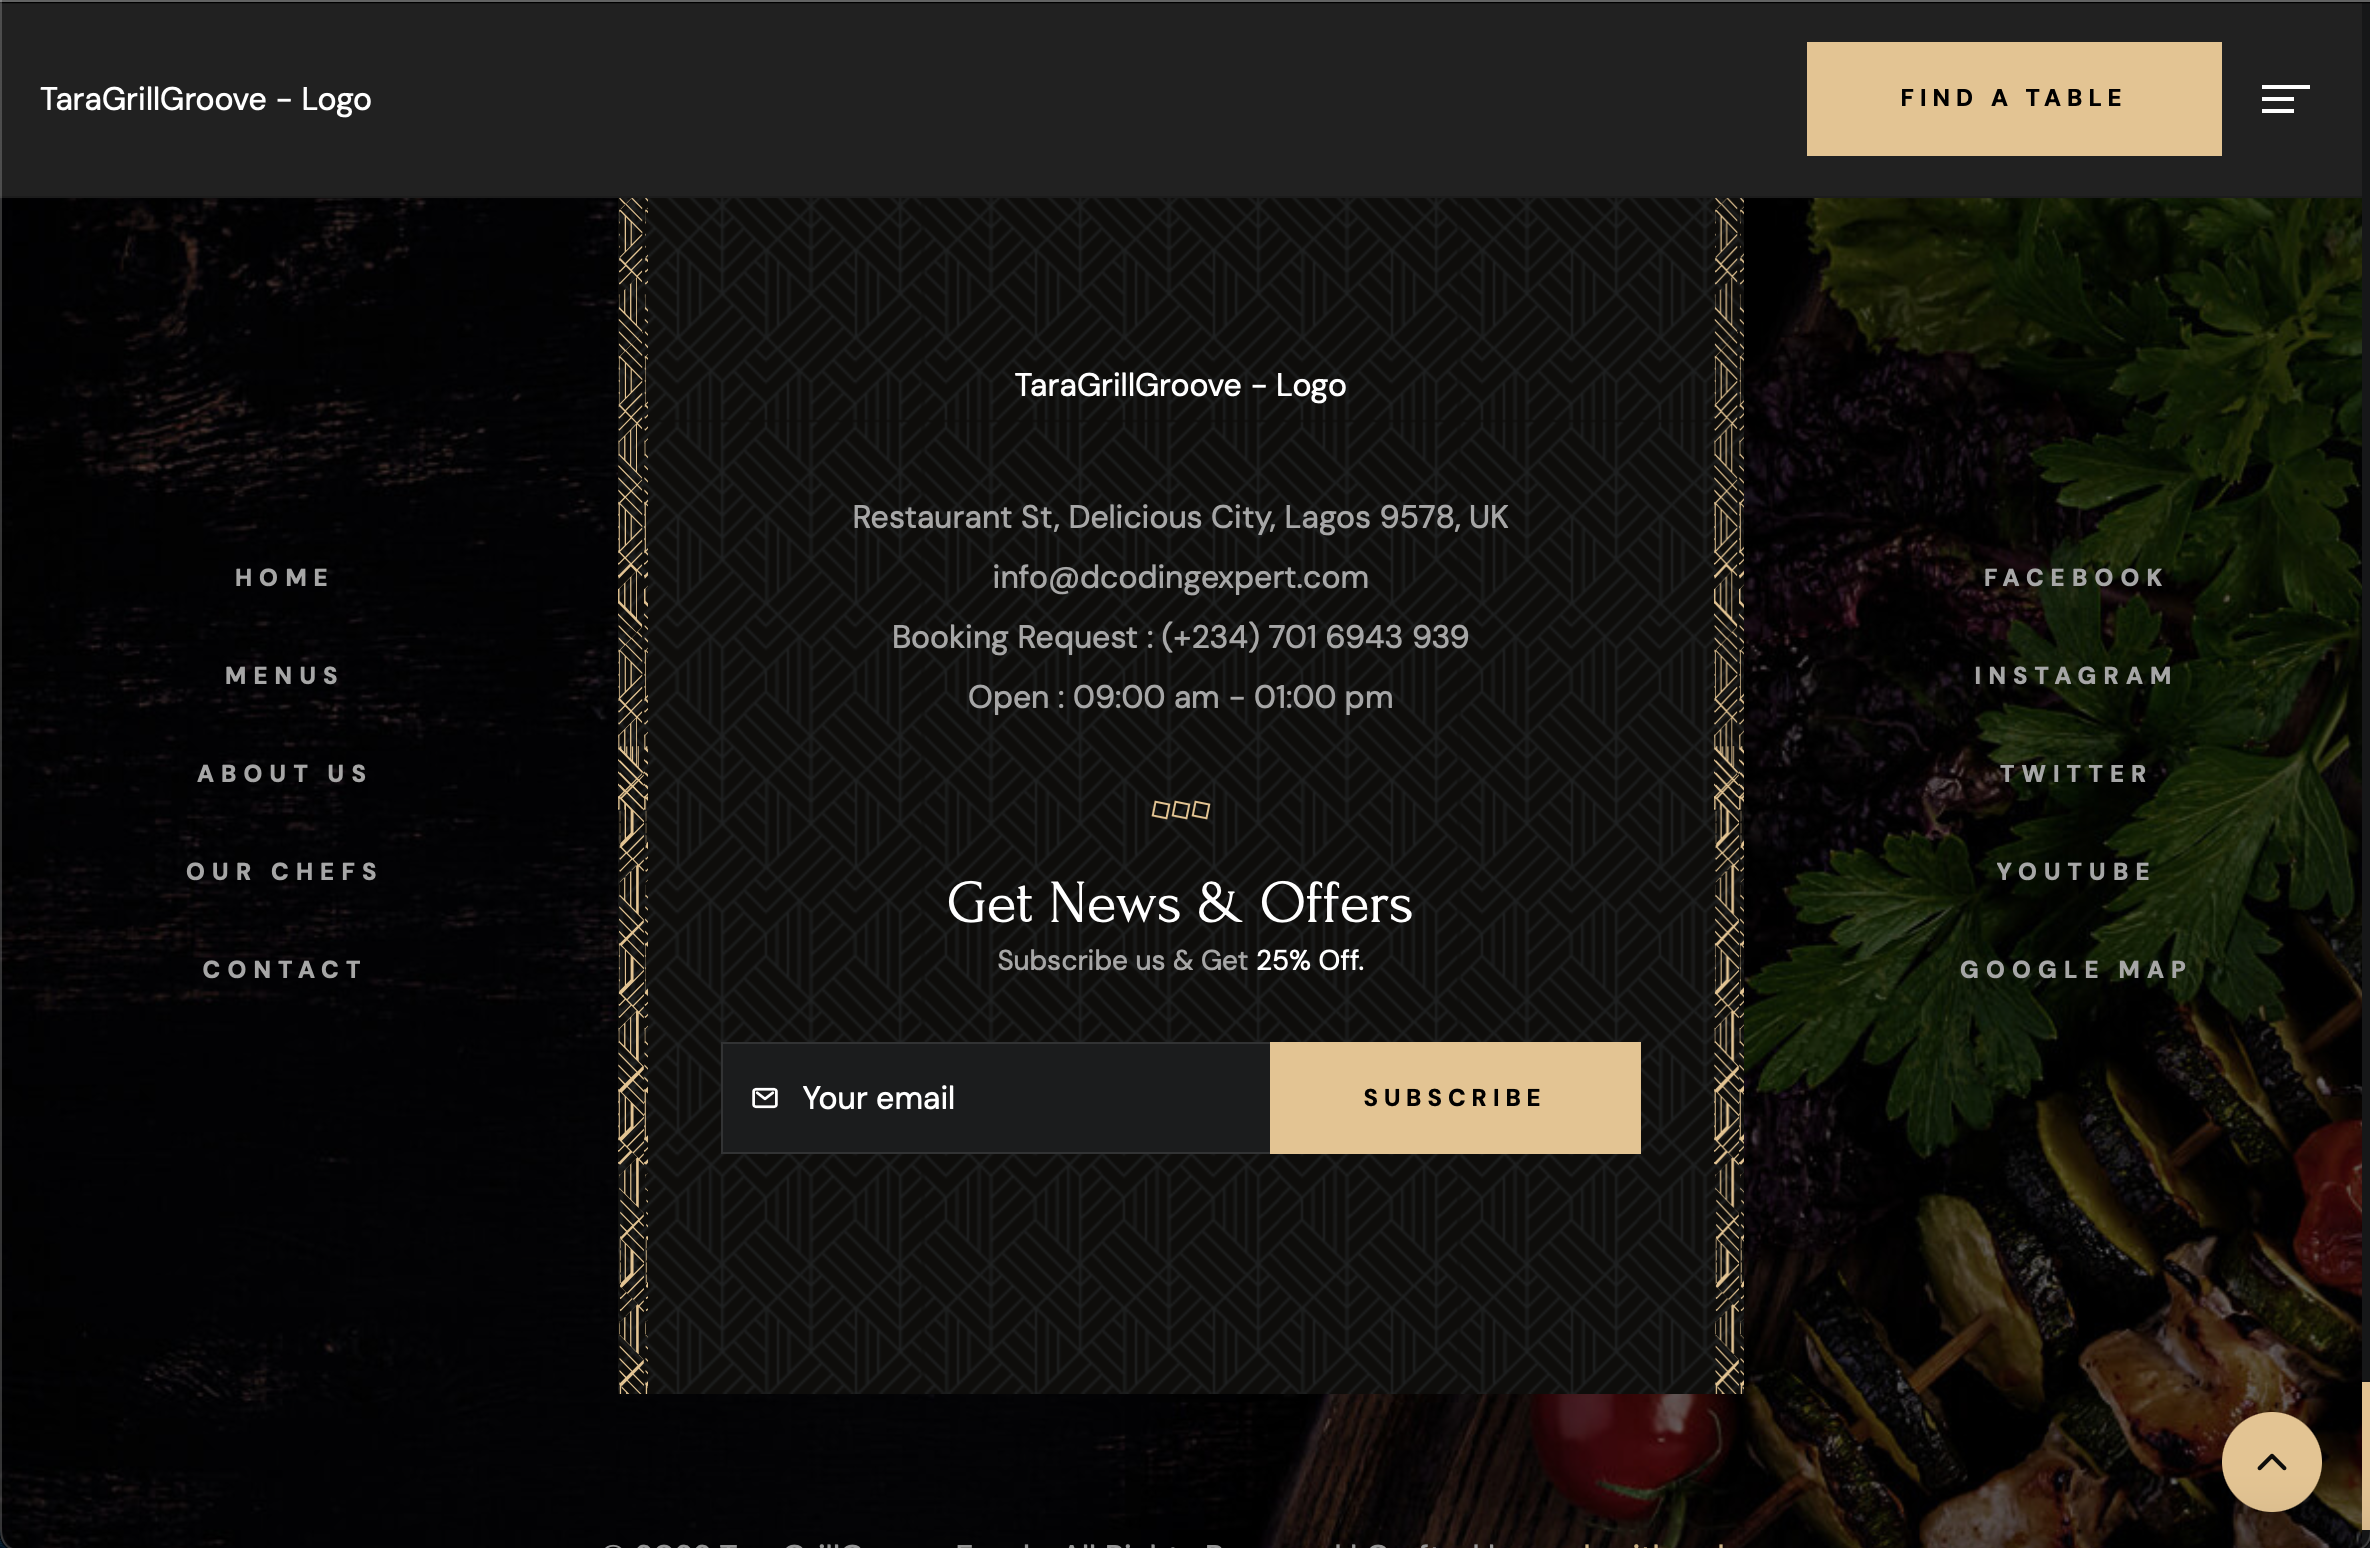 TaraGrillGroove - Logo
FIND A TABLE
TaraGrillGroove - Logo
Restaurant St, Delicious City, Lagos 9578, UK
info@dcodingexpert.com
Booking Request : (+234) 701 6943 939
Open : 09:00 am - 01:00 pm
HOME
MENUS
ABOUT US
OUR CHEFS
CONTACT
Get News & Offers
Subscribe us & Get 25% Off.
Your email
SUBSCRIBE
FACEBOOK
INSTAGRAM
TWITTER
YOUTUBE
GOOGLE MAP